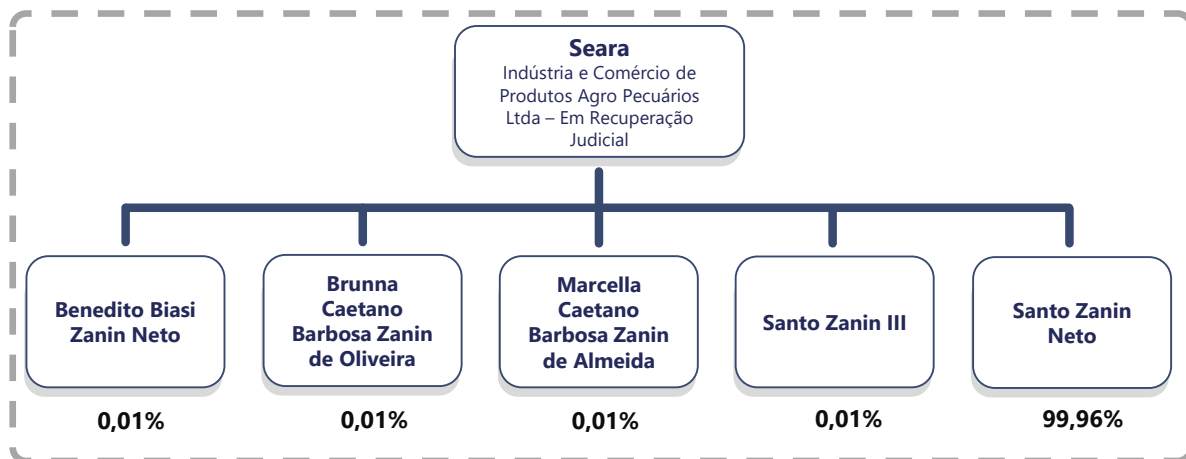 Seara
Indústria e Comércio de
Produtos Agro Pecuários
Ltda – Em Recuperação
Judicial
Benedito Biasi
Zanin Neto
Brunna
Caetano
Barbosa Zanin
de Oliveira
Marcella
Caetano
Barbosa Zanin
de Almeida
Santo Zanin III
Santo Zanin
Neto
0,01%
0,01%
0,01%
0,01%
99,96%